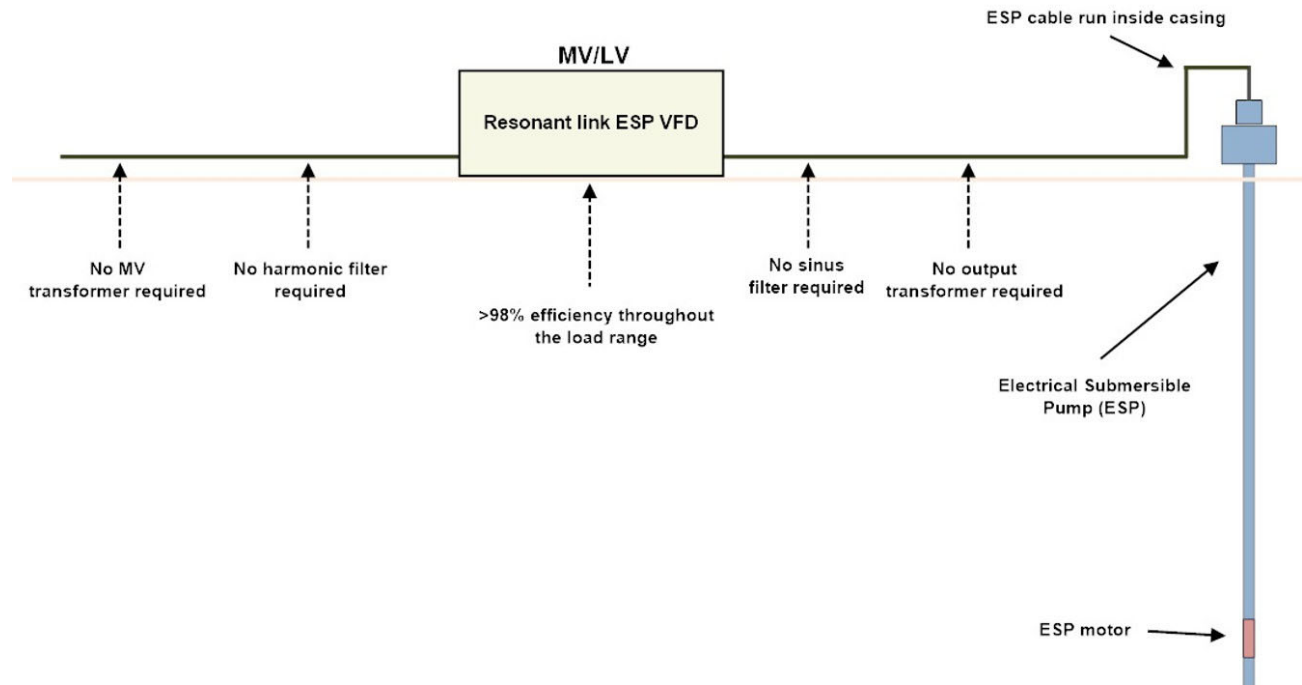 ESP cable run inside casing
MV/LV
Resonant link ESP VFD
No MV
transformer required
No harmonic filter
required
>98% efficiency throughout
the load range
No sinus
filter required
No output
transformer required
Electrical Submersible
Pump (ESP)
ESP motor